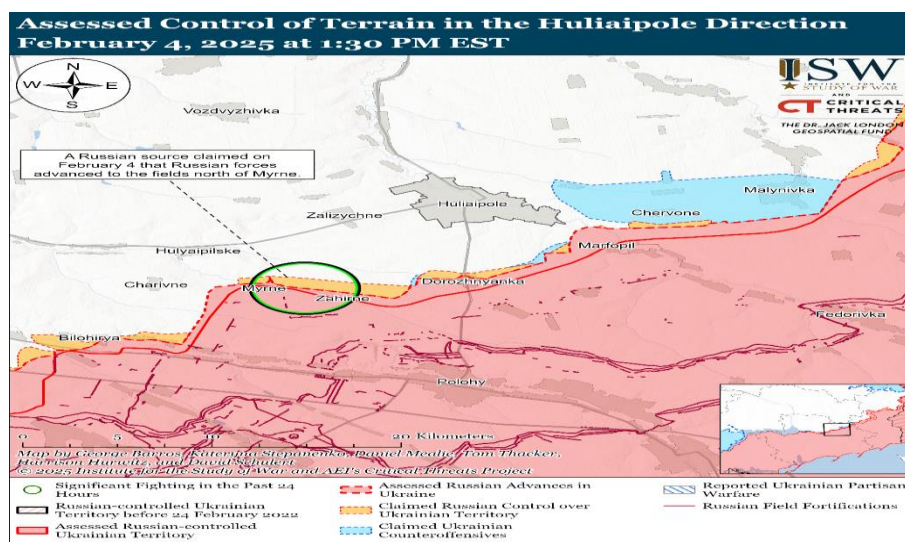 Assessed Control of Terrain in the Huliaipole Direction
February 4, 2025 at 1:30 PM EST
N
W E
S
ISW
INSTITUTE FOR THE
STUDY OF WAR
AND
CT CRITICAL
THREATS
THE DR. JACK LONDON
GEOSPATIAL FUND
Vozdvyzhivka
A Russian source claimed on
February 4 that Russian forces
advanced to the fields north of Myrne.
Malynivka
Huliaipole
Zalizychne
Chervone
Hulyaipilske
Marfopil
Charivne
Dorozhnyanka
Myrne
Zahirne
Fedorivka
Bilohirya
Polohy
0 5 10 20 Kilometers
Map by George Barros, Kateryna Stepanenko, Daniel Mealie, Tom Thacker,
Harrison Hurwitz, and David Schulert
© 2025 Institute for the Study of War and AEI's Critical Threats Project
Significant Fighting in the Past 24
Hours
Russian-controlled Ukrainian
Territory before 24 February 2022
Assessed Russian-controlled
Ukrainian Territory
Assessed Russian Advances in
Ukraine
Claimed Russian Control over
Ukrainian Territory
Claimed Ukrainian
Counteroffensives
Reported Ukrainian Partisan
Warfare
Russian Field Fortifications